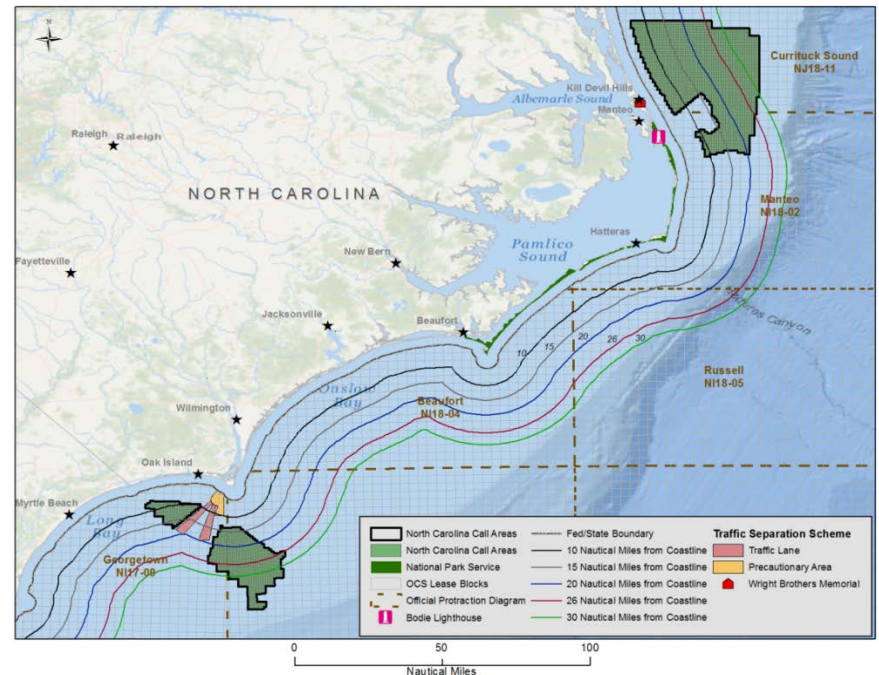 N
Currituck Sound
NJ18-11
Kill Devil Hills
Albemarle Sound
Manteo
Raleigh Raleigh
NORTH CAROLINA
Manteo
NI18-02
Hatteras
Pamlico
Sound
New Bern
Fayetteville
Hatteras Canyon
Jacksonville
Beaufort
10 15 20 26 30
Russell
NI18-05
Onslow
Bay
Beaufort
NI18-04
Wilmington
Oak Island
Myrtle Beach
Long
Bay
Georgetown
NI17-09
North Carolina Call Areas
North Carolina Call Areas
National Park Service
OCS Lease Blocks
Official Protraction Diagram
Bodie Lighthouse
Fed/State Boundary
10 Nautical Miles from Coastline
15 Nautical Miles from Coastline
20 Nautical Miles from Coastline
26 Nautical Miles from Coastline
30 Nautical Miles from Coastline
Traffic Separation Scheme
Traffic Lane
Precautionary Area
Wright Brothers Memorial
0 50 100
Nautical Miles